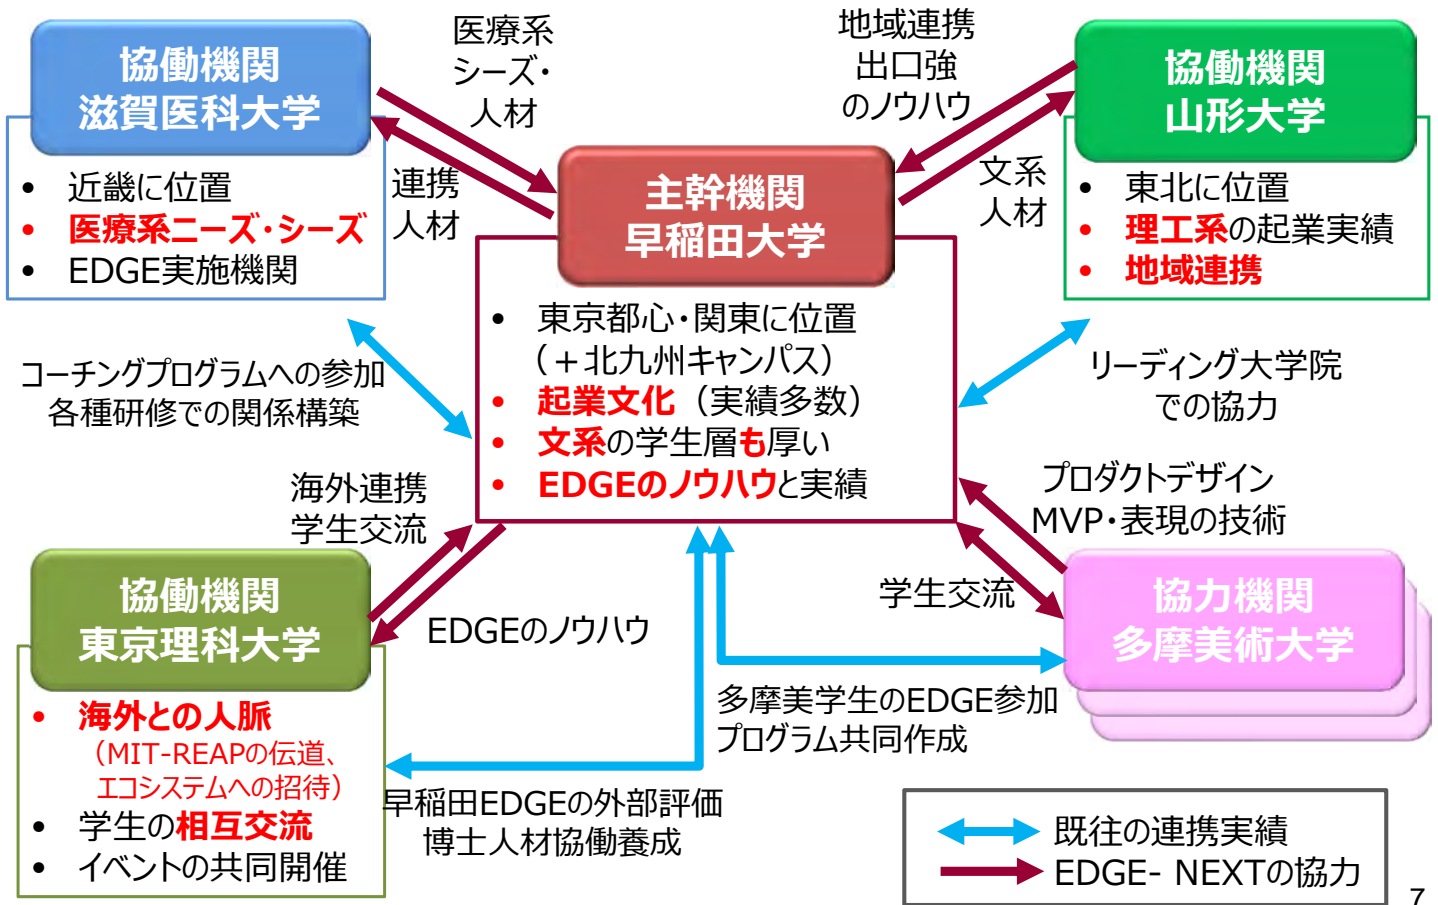 協働機関
滋賀医科大学
• 近畿に位置
• 医療系ニーズ・シーズ
• EDGE実施機関
医療系
シーズ・
人材
連携
人材
地域連携
出口強
のノウハウ
文系
人材
協働機関
山形大学
• 東北に位置
• 理工系の起業実績
• 地域連携
主幹機関
早稲田大学
• 東京都心・関東に位置
（＋北九州キャンパス）
• 起業文化（実績多数）
• 文系の学生層も厚い
• EDGEのノウハウと実績
コーチングプログラムへの参加
各種研修での関係構築
リーディング大学院
での協力
海外連携
学生交流
EDGEのノウハウ
プロダクトデザイン
MVP・表現の技術
学生交流
協働機関
東京理科大学
• 海外との人脈
（MIT-REAPの伝道、
エコシステムへの招待）
• 学生の相互交流
• イベントの共同開催
協力機関
多摩美術大学
多摩美学生のEDGE参加
プログラム共同作成
早稲田EDGEの外部評価
博士人材協働養成
既往の連携実績
EDGE- NEXTの協力
7